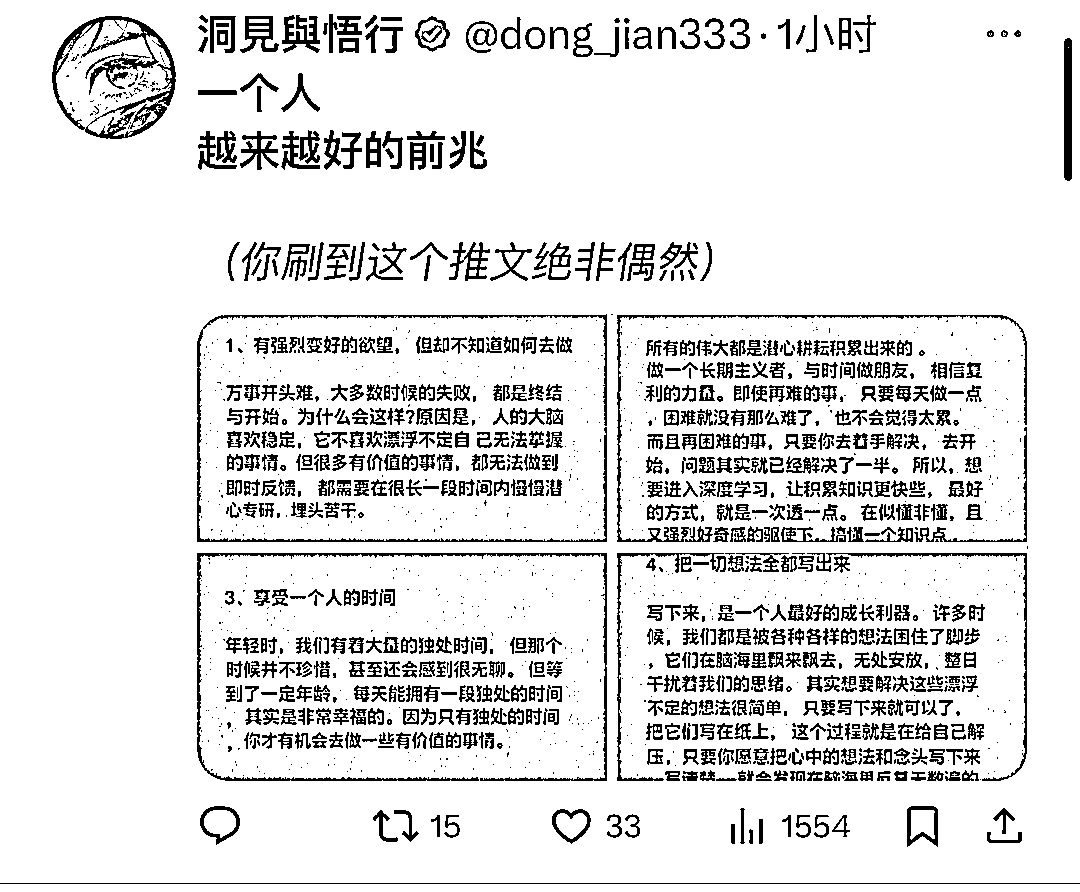 洞見與悟行 @dong_jian333·1小时
一个人
越来越好的前兆
（你刷到这个推文绝非偶然）
1、有强烈变好的欲望，但却不知道如何去做
万事开头难，大多数时候的失败，都是终结
与开始。为什么会这样?原因是，人的大脑
喜欢稳定，它不喜欢漂浮不定自己无法掌握
的事情。但很多有价值的事情，都无法做到
即时反馈，都需要在很长一段时间内慢慢潜
心专研，埋头苦干。
所有的伟大都是潜心耕耘积累出来的。
做一个长期主义者，与时间做朋友，相信复
利的力量。即使再难的事，只要每天做一点
，困难就没有那么难了，也不会觉得太累。
而且再困难的事，只要你去着手解决，去开
始，问题其实就已经解决了一半。所以，想
要进入深度学习，让积累知识更快些，最好
的方式，就是一次透一点。在似懂非懂，且
又强烈好奇感的驱使下，搞懂一个知识点，
3、享受一个人的时间
年轻时，我们有着大量的独处时间，但那个
时候并不珍惜，甚至还会感到很无聊。但等
到了一定年龄，每天能拥有一段独处的时间
，其实是非常幸福的。因为只有独处的时间
，你才有机会去做一些有价值的事情。
4、把一切想法全都写出来
写下来，是一个人最好的成长利器。许多时
候，我们都是被各种各样的想法困住了脚步
，它们在脑海里飘来飘去，无处安放，整日
干扰着我们的思绪。其实想要解决这些漂浮
不定的想法很简单，只要写下来就可以了，
把它们写在纸上，这个过程就是在给自己解
压，只要你愿意把心中的想法和念头写下来
一写清楚，就会发现在脑海里反复无数遍的
15
33
1554